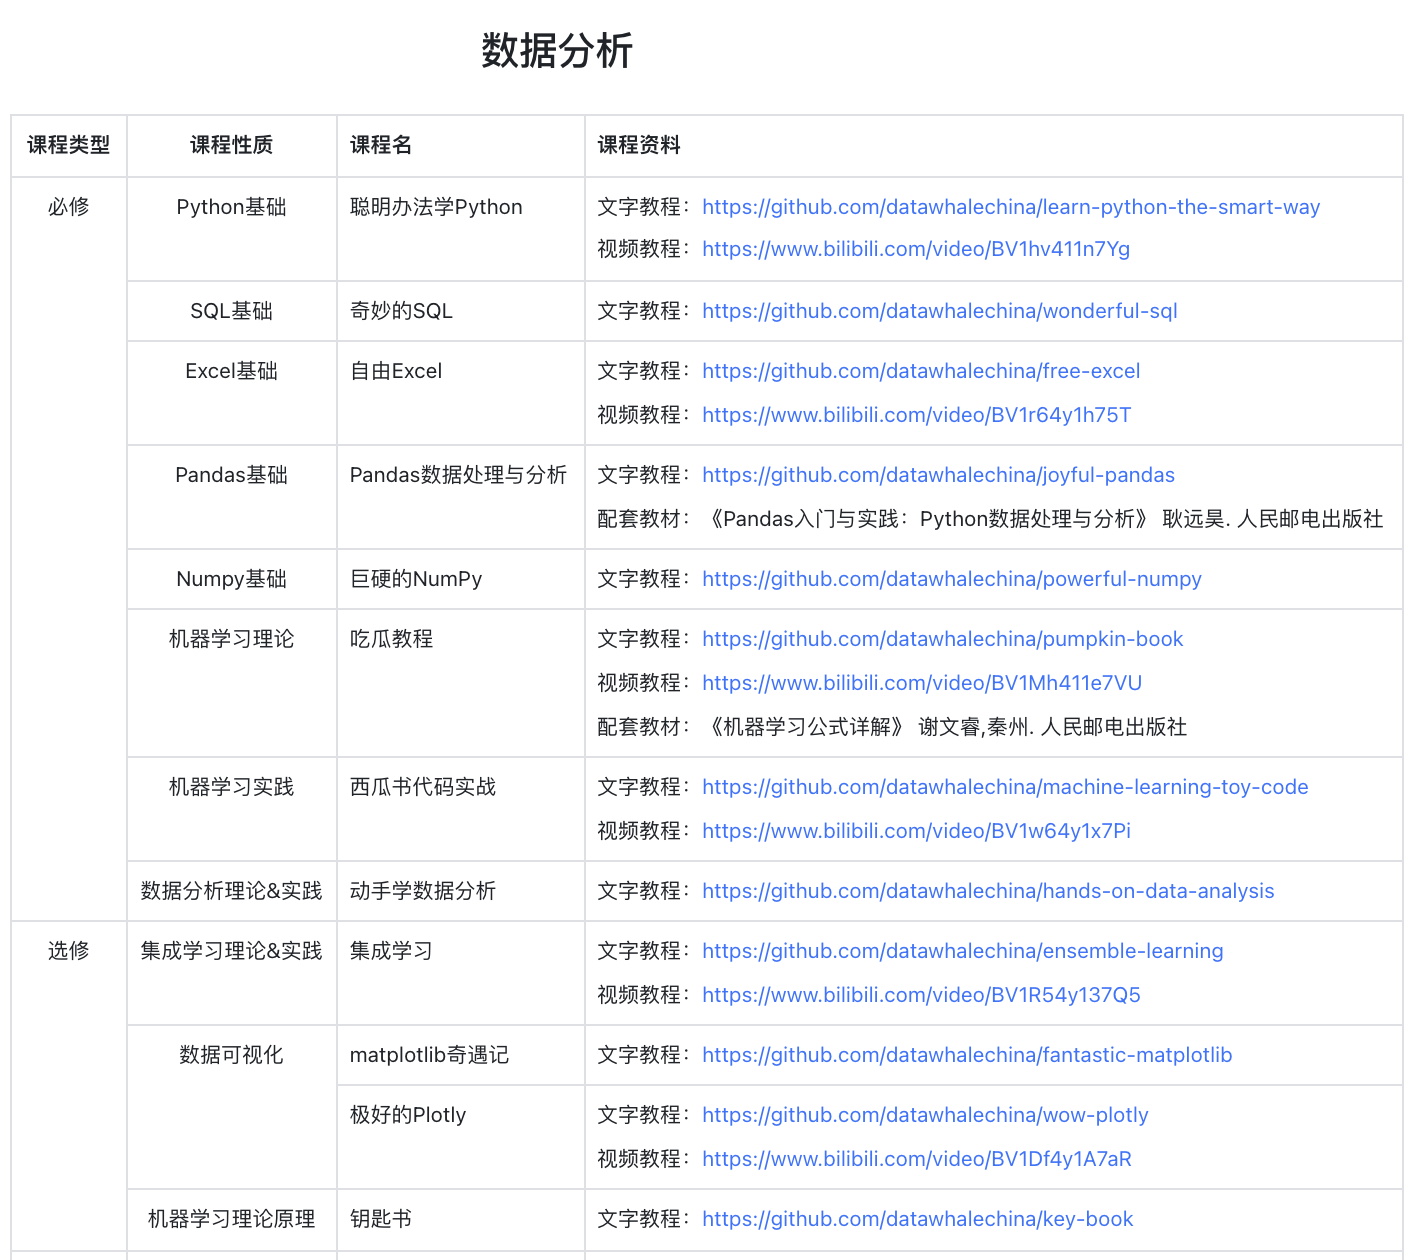 数据分析
课程类型 课程性质 课程名 课程资料
必修 Python基础 聪明办法学Python 文字教程：https://github.com/datawhalechina/learn-python-the-smart-way
视频教程：https://www.bilibili.com/video/BV1hv411n7Yg
SQL基础 奇妙的SQL 文字教程：https://github.com/datawhalechina/wonderful-sql
Excel基础 自由Excel 文字教程：https://github.com/datawhalechina/free-excel
视频教程：https://www.bilibili.com/video/BV1r64y1h75T
Pandas基础 Pandas数据处理与分析 文字教程：https://github.com/datawhalechina/joyful-pandas
配套教材：《Pandas入门与实践：Python数据处理与分析》 耿远昊. 人民邮电出版社
Numpy基础 巨硬的NumPy 文字教程：https://github.com/datawhalechina/powerful-numpy
机器学习理论 吃瓜教程 文字教程：https://github.com/datawhalechina/pumpkin-book
视频教程：https://www.bilibili.com/video/BV1Mh411e7VU
配套教材：《机器学习公式详解》 谢文睿,秦州. 人民邮电出版社
机器学习实践 西瓜书代码实战 文字教程：https://github.com/datawhalechina/machine-learning-toy-code
视频教程：https://www.bilibili.com/video/BV1w64y1x7Pi
数据分析理论&实践 动手学数据分析 文字教程：https://github.com/datawhalechina/hands-on-data-analysis
选修 集成学习理论&实践 集成学习 文字教程：https://github.com/datawhalechina/ensemble-learning
视频教程：https://www.bilibili.com/video/BV1R54y137Q5
数据可视化 matplotlib奇遇记 文字教程：https://github.com/datawhalechina/fantastic-matplotlib
极好的Plotly 文字教程：https://github.com/datawhalechina/wow-plotly
视频教程：https://www.bilibili.com/video/BV1Df4y1A7aR
机器学习理论原理 钥匙书 文字教程：https://github.com/datawhalechina/key-book